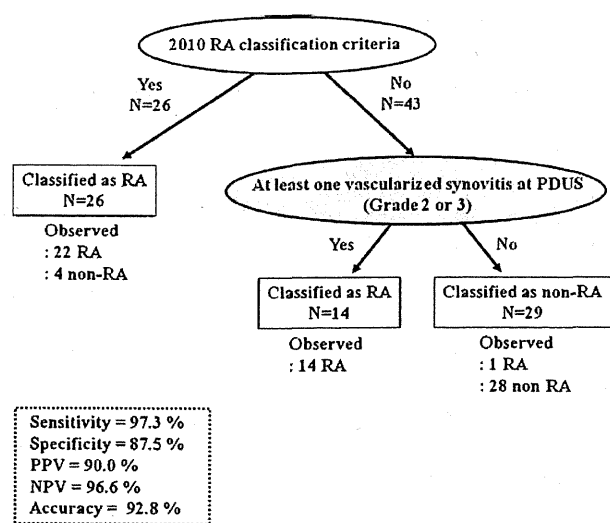 2010 RA classification criteria
Yes
N=26
No
N=43
Classified as RA
N=26
Observed
: 22 RA
: 4 non-RA
At least one vascularized synovitis at PDUS
(Grade 2 or 3)
Yes
No
Classified as RA
N=14
Observed
: 14 RA
Classified as non-RA
N=29
Observed
: 1 RA
: 28 non RA
Sensitivity = 97.3 %
Specificity = 87.5 %
PPV = 90.0 %
NPV = 96.6 %
Accuracy = 92.8 %